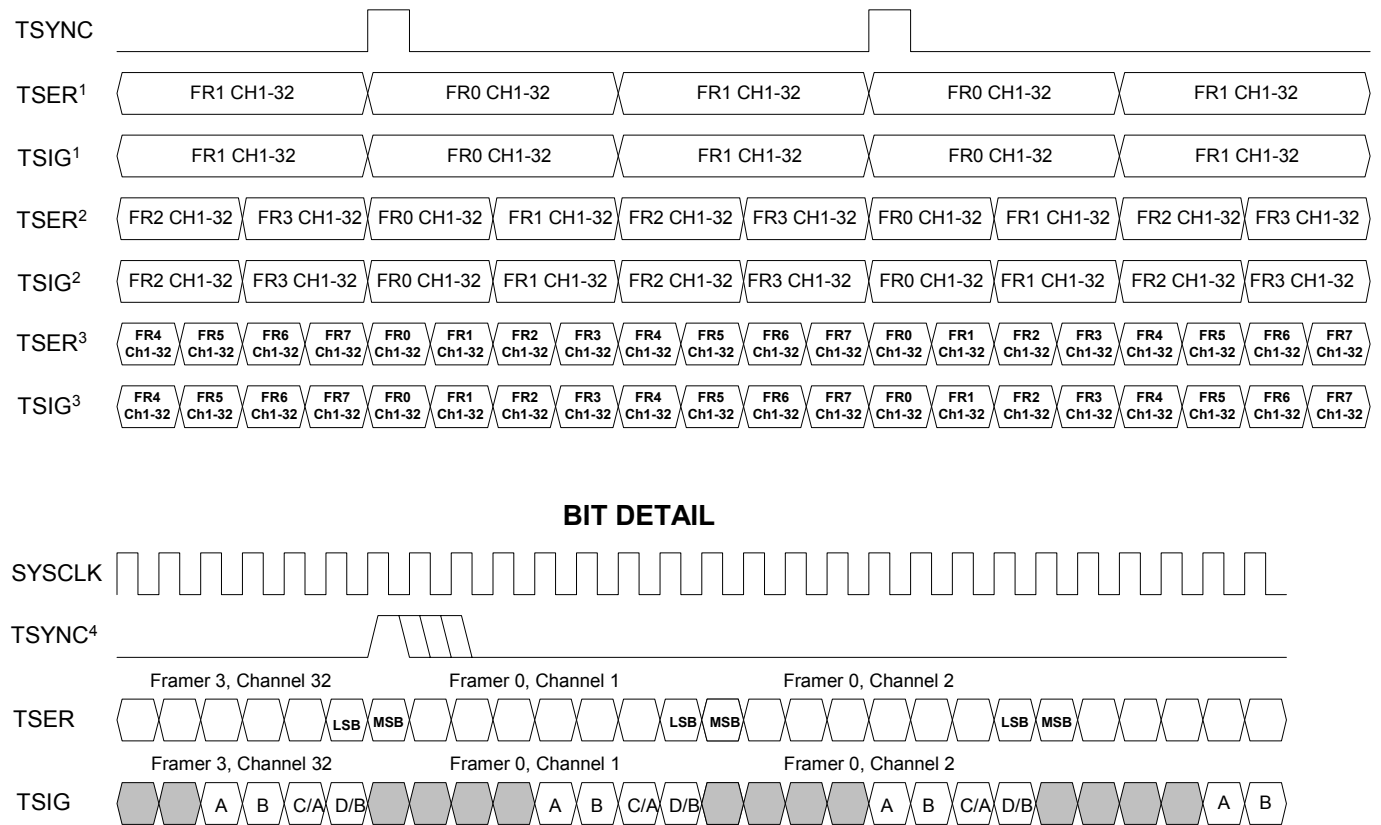 TSYNC
TSER¹ FR1 CH1-32 FR0 CH1-32 FR1 CH1-32 FR0 CH1-32 FR1 CH1-32
TSIG¹ FR1 CH1-32 FR0 CH1-32 FR1 CH1-32 FR0 CH1-32 FR1 CH1-32
TSER² FR2 CH1-32 FR3 CH1-32 FR0 CH1-32 FR1 CH1-32 FR2 CH1-32 FR3 CH1-32 FR0 CH1-32 FR1 CH1-32 FR2 CH1-32 FR3 CH1-32
TSIG² FR2 CH1-32 FR3 CH1-32 FR0 CH1-32 FR1 CH1-32 FR2 CH1-32 FR3 CH1-32 FR0 CH1-32 FR1 CH1-32 FR2 CH1-32 FR3 CH1-32
FR4 FR5 FR6 FR7 FR0 FR1 FR2 FR3 FR4 FR5 FR6 FR7 FR0 FR1 FR2 FR3 FR4 FR5 FR6 FR7
TSER³ Ch1-32 Ch1-32 Ch1-32 Ch1-32 Ch1-32 Ch1-32 Ch1-32 Ch1-32 Ch1-32 Ch1-32 Ch1-32 Ch1-32 Ch1-32 Ch1-32 Ch1-32 Ch1-32 Ch1-32 Ch1-32 Ch1-32 Ch1-32
FR4 FR5 FR6 FR7 FR0 FR1 FR2 FR3 FR4 FR5 FR6 FR7 FR0 FR1 FR2 FR3 FR4 FR5 FR6 FR7
TSIG³ Ch1-32 Ch1-32 Ch1-32 Ch1-32 Ch1-32 Ch1-32 Ch1-32 Ch1-32 Ch1-32 Ch1-32 Ch1-32 Ch1-32 Ch1-32 Ch1-32 Ch1-32 Ch1-32 Ch1-32 Ch1-32 Ch1-32 Ch1-32
BIT DETAIL
SYSCLK
TSYNC⁴
Framer 3, Channel 32 Framer 0, Channel 1 Framer 0, Channel 2
TSER LSB MSB LSB MSB LSB MSB
Framer 3, Channel 32 Framer 0, Channel 1 Framer 0, Channel 2
TSIG A B C/A D/B A B C/A D/B A B C/A D/B A B